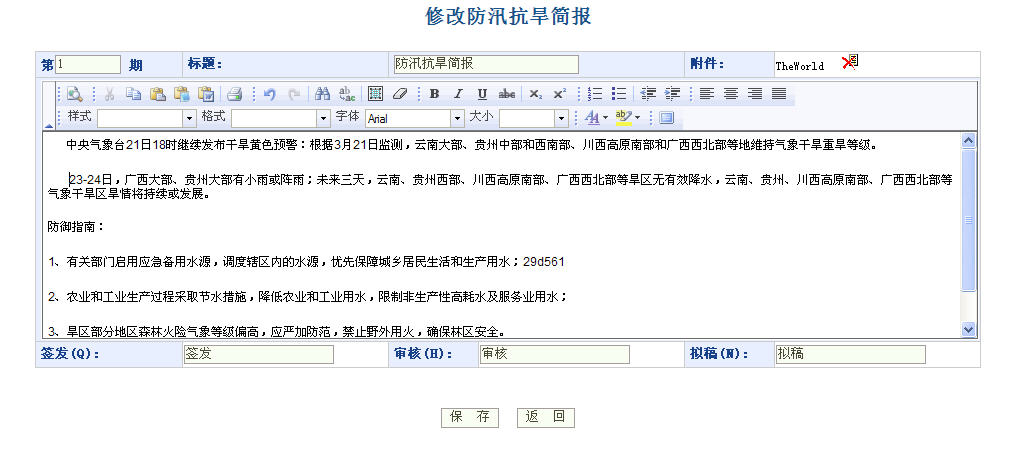 修改防汛抗旱简报
第 1 期 标题： 防汛抗旱简报 附件： TheWorld
样式 格式 字体 Arial 大小
中央气象台21日18时继续发布干旱黄色预警：根据3月21日监测，云南大部、贵州中部和西南部、川西高原南部和广西西北部等地维持气象干旱重旱等级。
23-24日，广西大部、贵州大部有小雨或阵雨；未来三天，云南、贵州西部、川西高原南部、广西西北部等旱区无有效降水，云南、贵州、川西高原南部、广西西北部等
气象干旱区旱情将持续或发展。
防御指南：
1、有关部门启用应急备用水源，调度辖区内的水源，优先保障城乡居民生活和生产用水；29d561
2、农业和工业生产过程采取节水措施，降低农业和工业用水，限制非生产性高耗水及服务业用水；
3、旱区部分地区森林火险气象等级偏高，应严加防范，禁止野外用火，确保林区安全。
签发(Q)： 签发 审核(H)： 审核 拟稿(N)： 拟稿
保 存 返 回